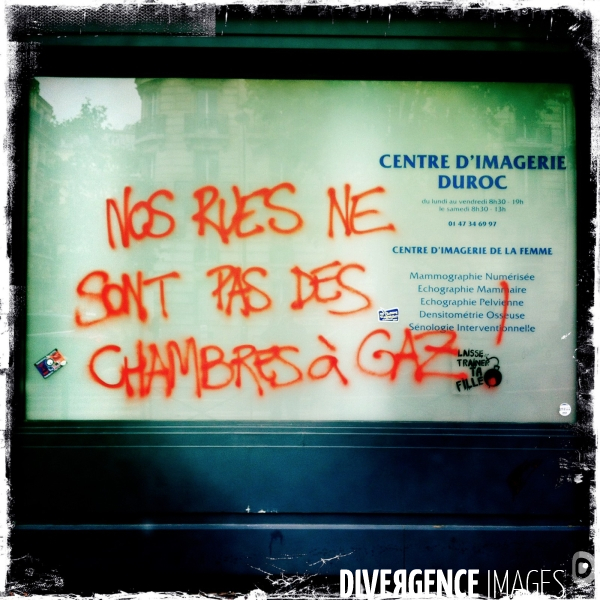 CENTRE D'IMAGERIE
DUROC
du lundi au vendredi 8h30 - 19h
le samedi 8h30 - 13h
01 47 34 69 97
CENTRE D'IMAGERIE DE LA FEMME
Mammographie Numérisée
Echographie Mammaire
Echographie Pelvienne
Densitométrie Osseuse
Sénologie Interventionnelle
NOS RUES NE
SONT PAS DES
CHAMBRES à GAZ !
LAISSE
TRAINER
TA
FILLE
DIVERGENCE IMAGES